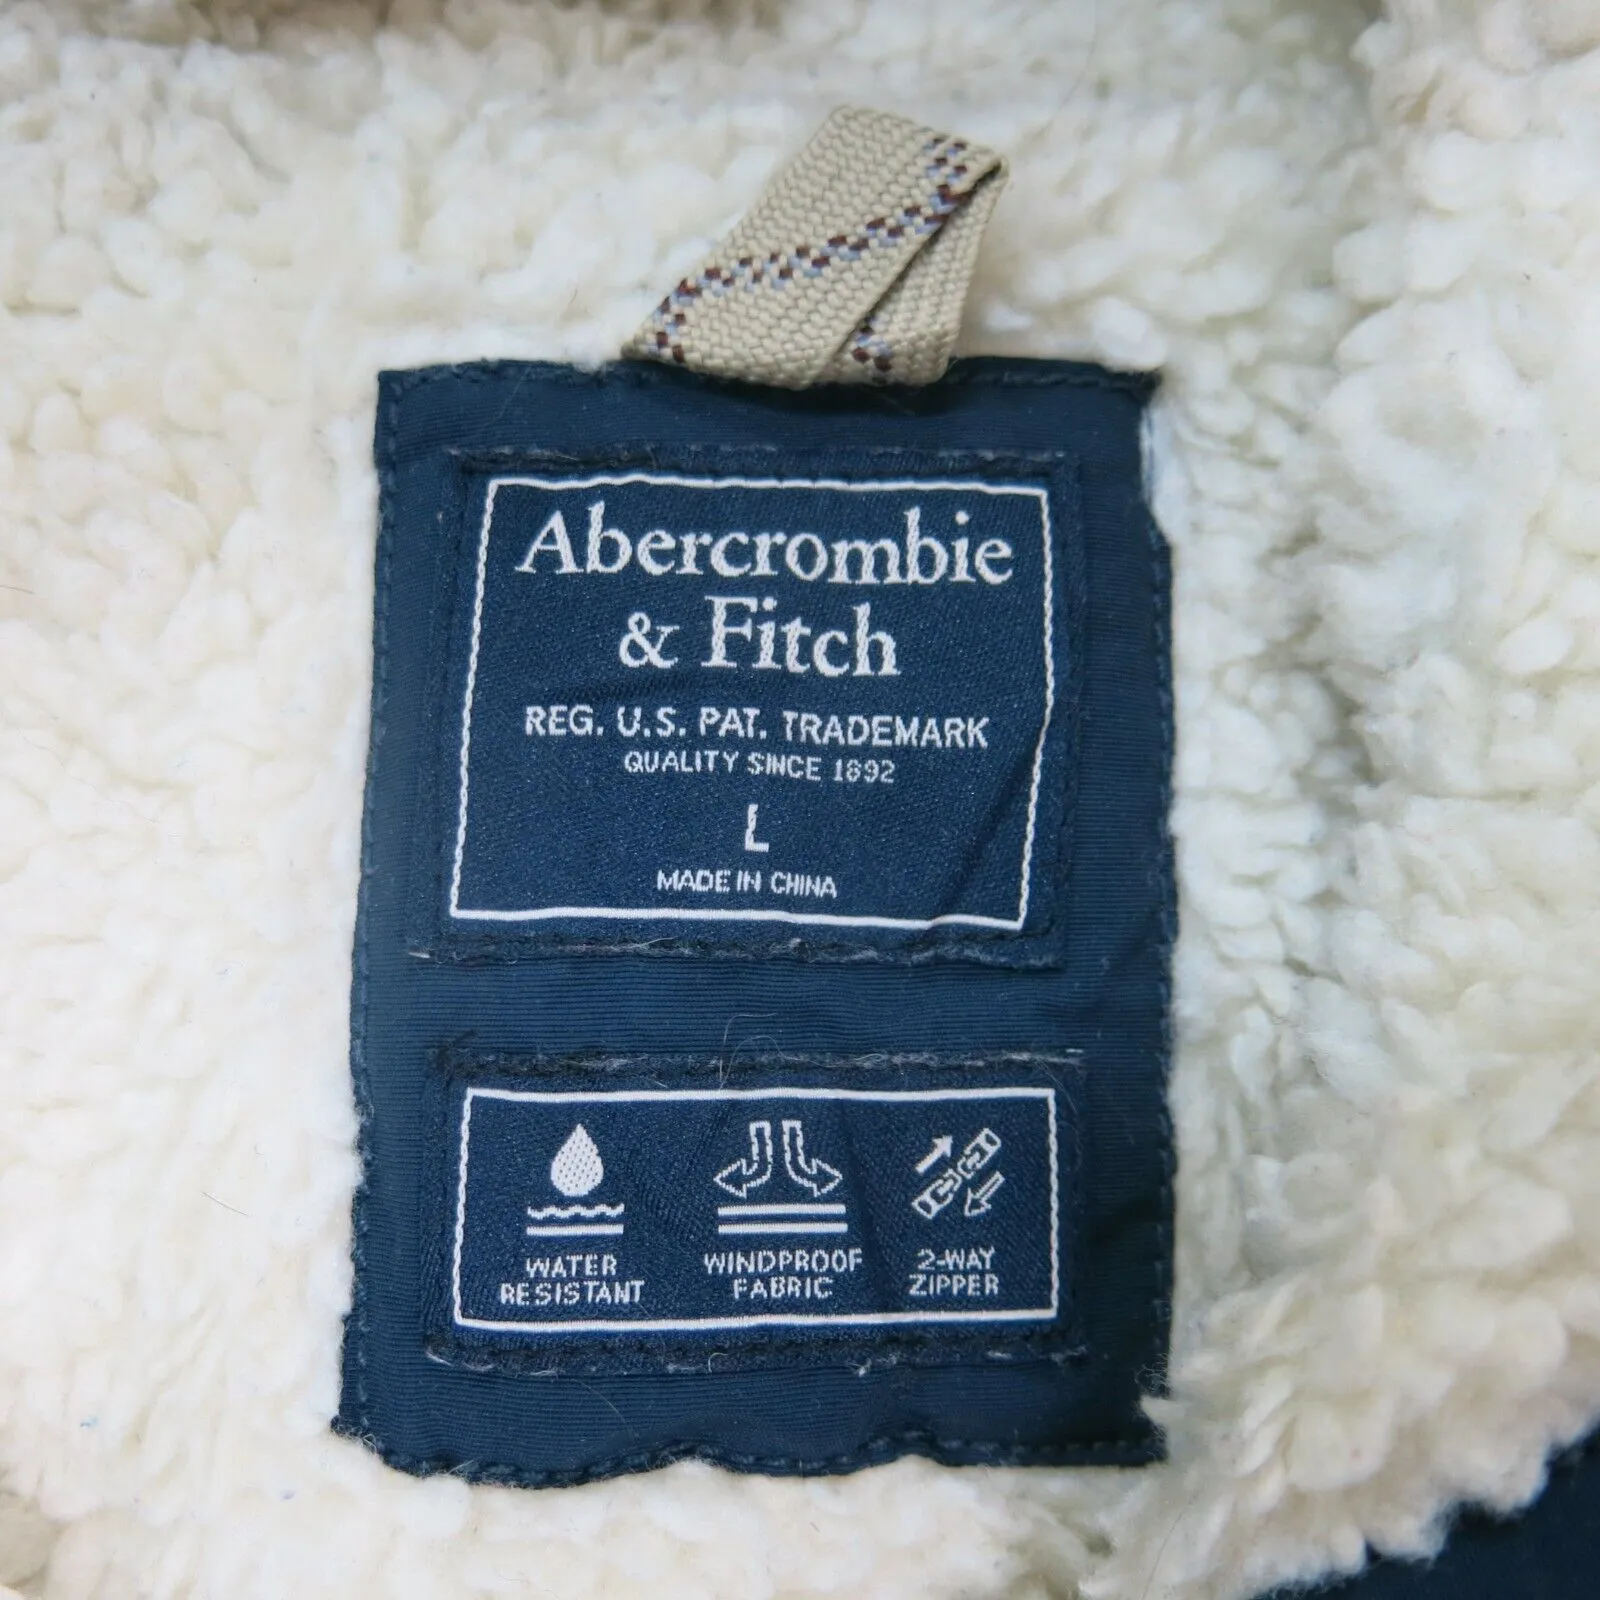 Abercrombie
& Fitch
REG. U.S. PAT. TRADEMARK
QUALITY SINCE 1892
L
MADE IN CHINA
WATER
RESISTANT
WINDPROOF
FABRIC
2-WAY
ZIPPER